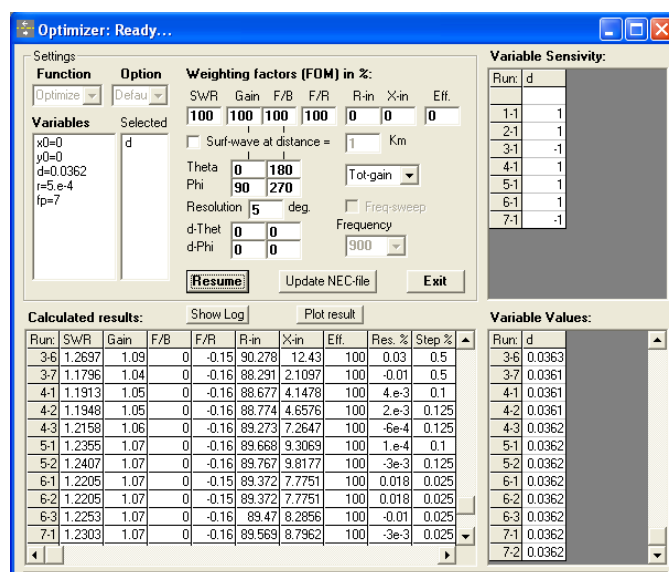 Optimizer: Ready...
Settings
Function Option Weighting factors (FOM) in %:
Optimize Defau SWR Gain F/B F/R R-in X-in Eff.
100 100 100 100 0 0 0
Variables Selected
x0=0
y0=0
d=0.0362
r=5.e-4
fp=7
d
Surf-wave at distance = 1 Km
Theta 0 180
Phi 90 270
Tot-gain
Resolution 5 deg.
Freq-sweep
d-Thet 0 0
d-Phi 0 0
Frequency
900
Resume Update NEC-file Exit
Variable Sensivity:
Run: d
1-1 1
2-1 1
3-1 -1
4-1 1
5-1 1
6-1 1
7-1 -1
Calculated results: Show Log Plot result
Run: SWR Gain F/B F/R R-in X-in Eff. Res. % Step %
3-6 1.2697 1.09 0 -0.15 90.278 12.43 100 0.03 0.5
3-7 1.1796 1.04 0 -0.16 88.291 2.1097 100 -0.01 0.5
4-1 1.1913 1.05 0 -0.16 88.677 4.1478 100 4.e-3 0.1
4-2 1.1948 1.05 0 -0.16 88.774 4.6576 100 2.e-3 0.125
4-3 1.2158 1.06 0 -0.16 89.273 7.2647 100 -6e-4 0.125
5-1 1.2355 1.07 0 -0.16 89.668 9.3069 100 1.e-4 0.1
5-2 1.2407 1.07 0 -0.16 89.767 9.8177 100 -3e-3 0.125
6-1 1.2205 1.07 0 -0.15 89.372 7.7751 100 0.018 0.025
6-2 1.2205 1.07 0 -0.16 89.372 7.7751 100 0.018 0.025
6-3 1.2253 1.07 0 -0.16 89.47 8.2856 100 -0.01 0.025
7-1 1.2303 1.07 0 -0.16 89.569 8.7962 100 -3e-3 0.025
Variable Values:
Run: d
3-6 0.0363
3-7 0.0361
4-1 0.0361
4-2 0.0361
4-3 0.0362
5-1 0.0362
5-2 0.0362
6-1 0.0362
6-2 0.0362
6-3 0.0362
7-1 0.0362
7-2 0.0362